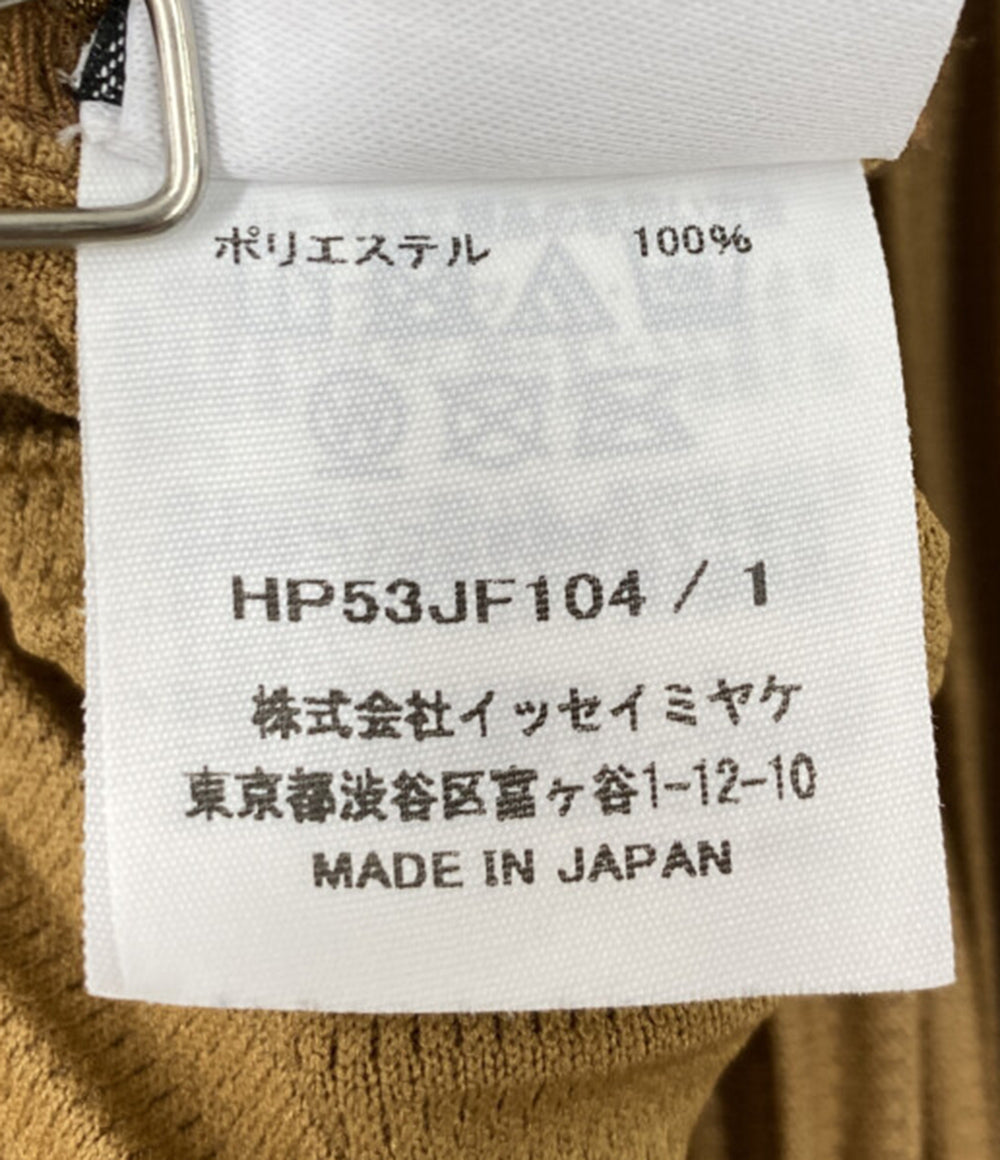 ポリエステル 100%
HP53JF104 / 1
株式会社イッセイミヤケ
東京都渋谷区富ヶ谷1-12-10
MADE IN JAPAN